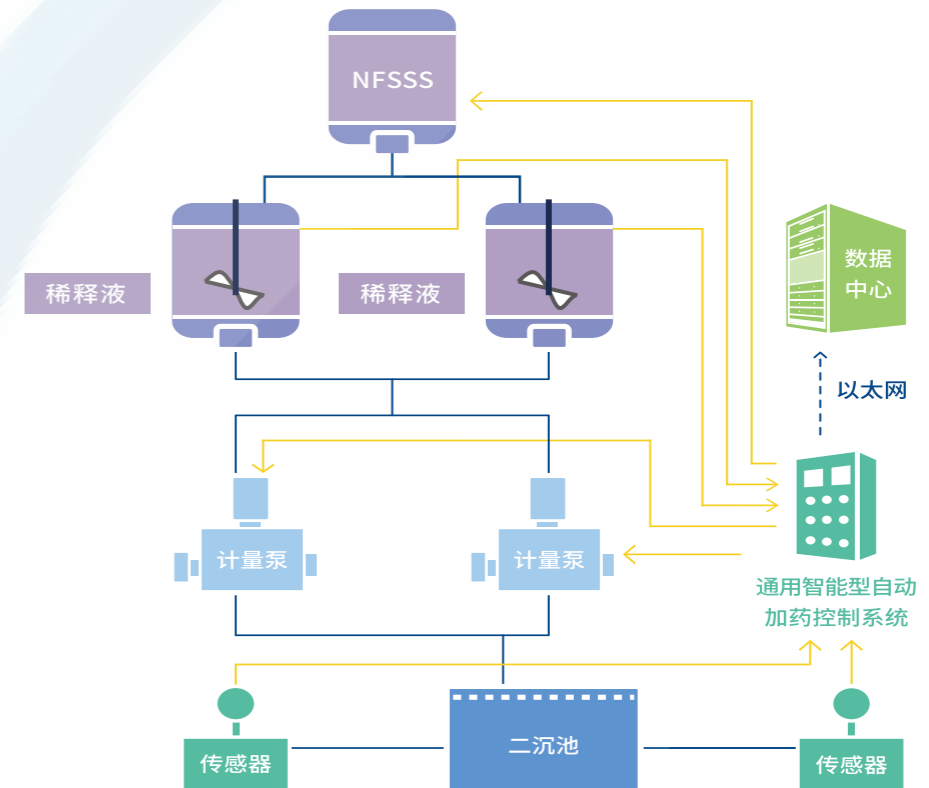 NFSSS
稀释液
稀释液
数据
中心
以太网
计量泵
计量泵
通用智能型自动
加药控制系统
传感器
二沉池
传感器